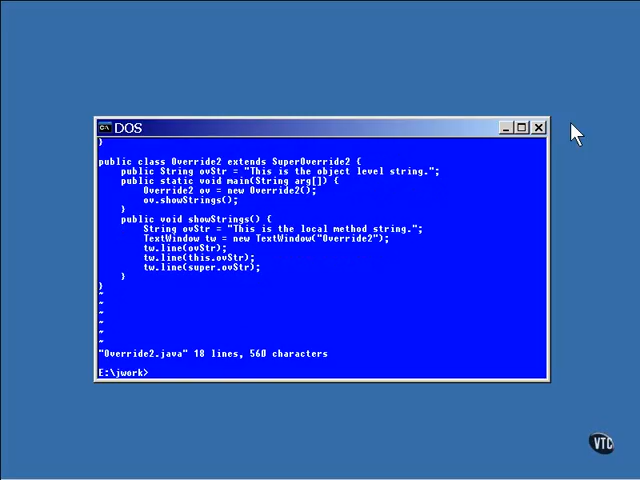 DOS
}
public class Override2 extends SuperOverride2 {
public String ovStr = "This is the object level string.";
public static void main(String arg[]) {
Override2 ov = new Override2();
ov.showStrings();
}
public void showStrings() {
String ovStr = "This is the local method string.";
TextWindow tw = new TextWindow("Override2");
tw.line(ovStr);
tw.line(this.ovStr);
tw.line(super.ovStr);
}
}
~
~
~
~
~
~
"Override2.java" 18 lines, 560 characters
E:\jwork>
VTC